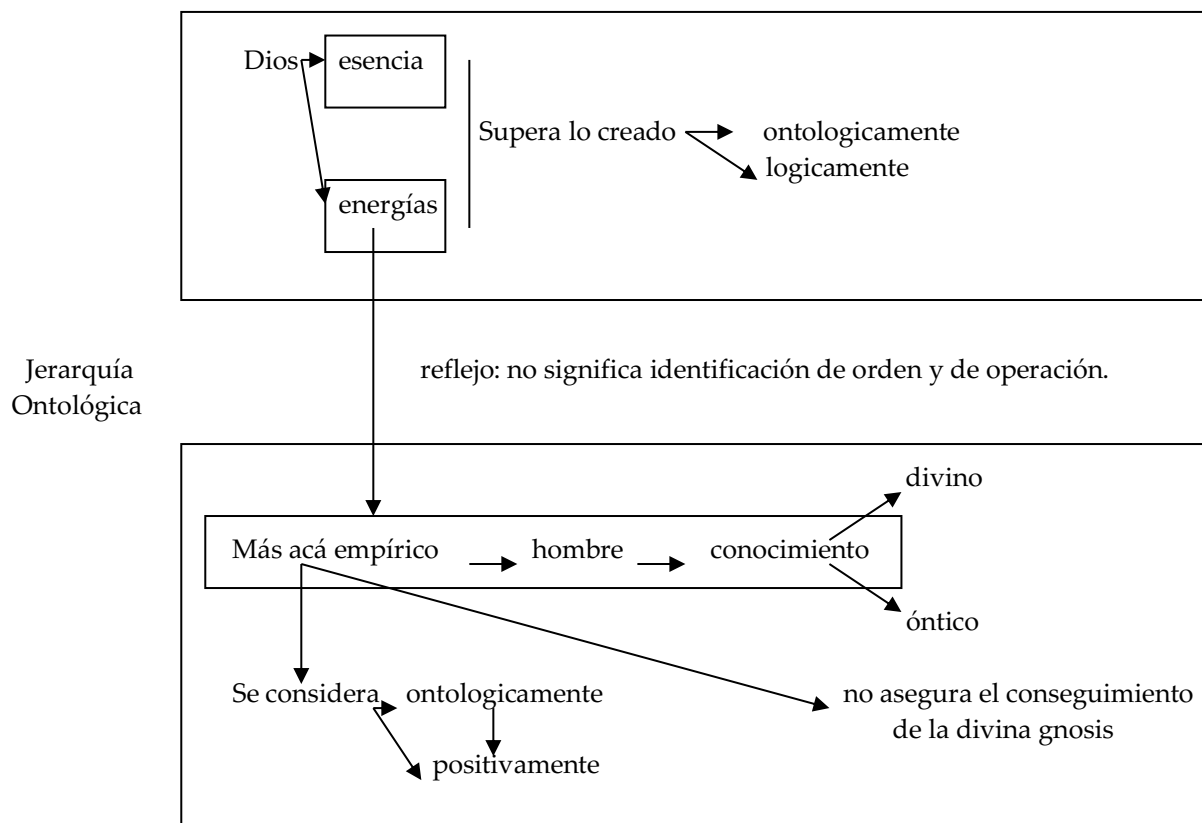 Dios
esencia
Supera lo creado
ontologicamente
logicamente
energías
Jerarquía
Ontológica
reflejo: no significa identificación de orden y de operación.
divino
Más acá empírico
hombre
conocimiento
óntico
Se considera
ontologicamente
positivamente
no asegura el conseguimiento
de la divina gnosis